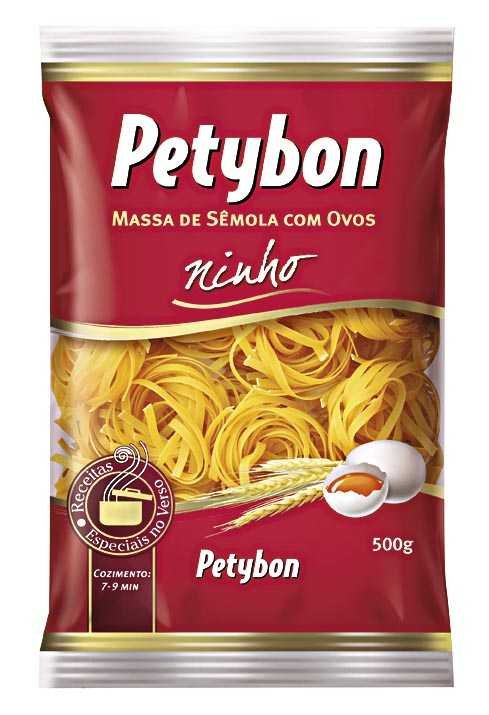 Petybon
MASSA DE SÊMOLA COM OVOS
ninho
Receitas
Especiais no Verso
COZIMENTO:
7-9 MIN
500g
Petybon